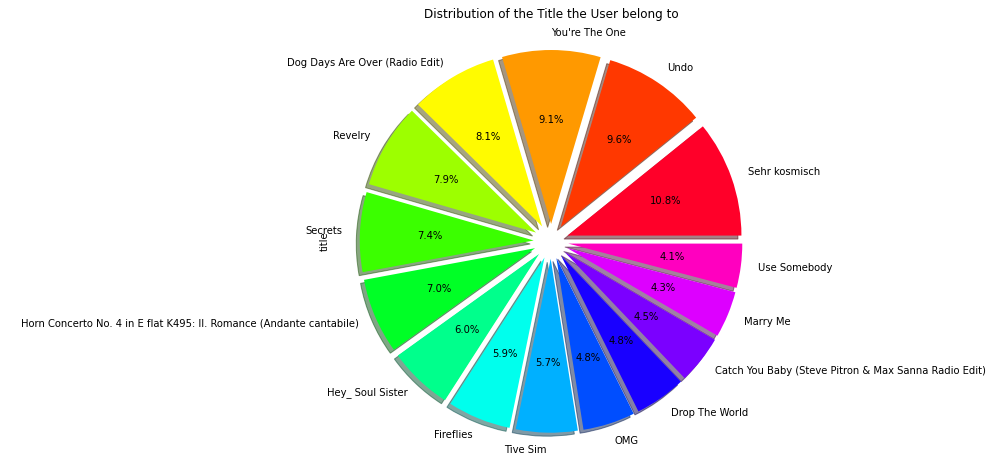 Distribution of the Title the User belong to
You're The One
Undo
Dog Days Are Over (Radio Edit)
9.1%
8.1%
9.6%
Revelry
Sehr kosmisch
7.9%
10.8%
Secrets
7.4%
title
4.1%
Use Somebody
7.0%
4.3%
Horn Concerto No. 4 in E flat K495: II. Romance (Andante cantabile)
4.5%
Marry Me
6.0%
4.8%
5.9%
5.7%
4.8%
Catch You Baby (Steve Pitron & Max Sanna Radio Edit)
Hey_ Soul Sister
Drop The World
Fireflies
OMG
Tive Sim